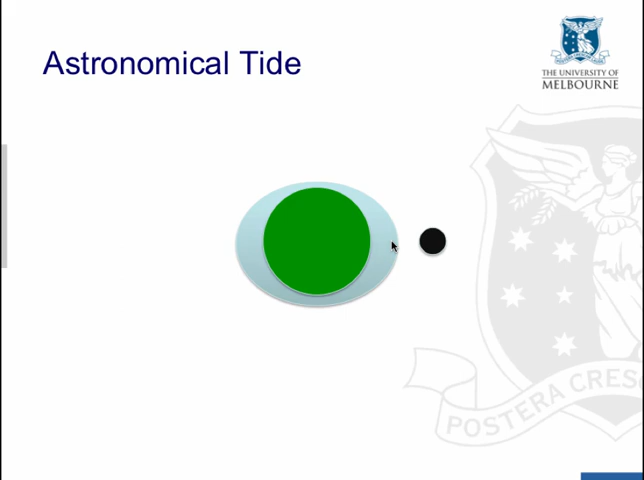 Astronomical Tide
THE UNIVERSITY OF
MELBOURNE
POSTERA CRES